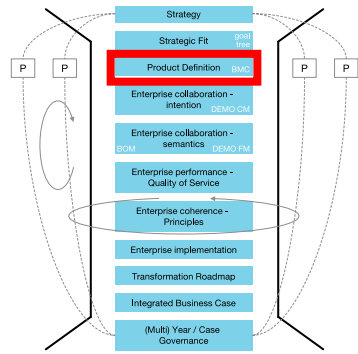 Strategy
Strategic Fit
goal
tree
P
P
Product Definition
BMC
P
P
Enterprise collaboration -
intention
DEMO CM
Enterprise collaboration -
semantics
BOM
DEMO FM
Enterprise performance -
Quality of Service
Enterprise coherence -
Principles
Enterprise implementation
Transformation Roadmap
Integrated Business Case
(Multi) Year / Case
Governance